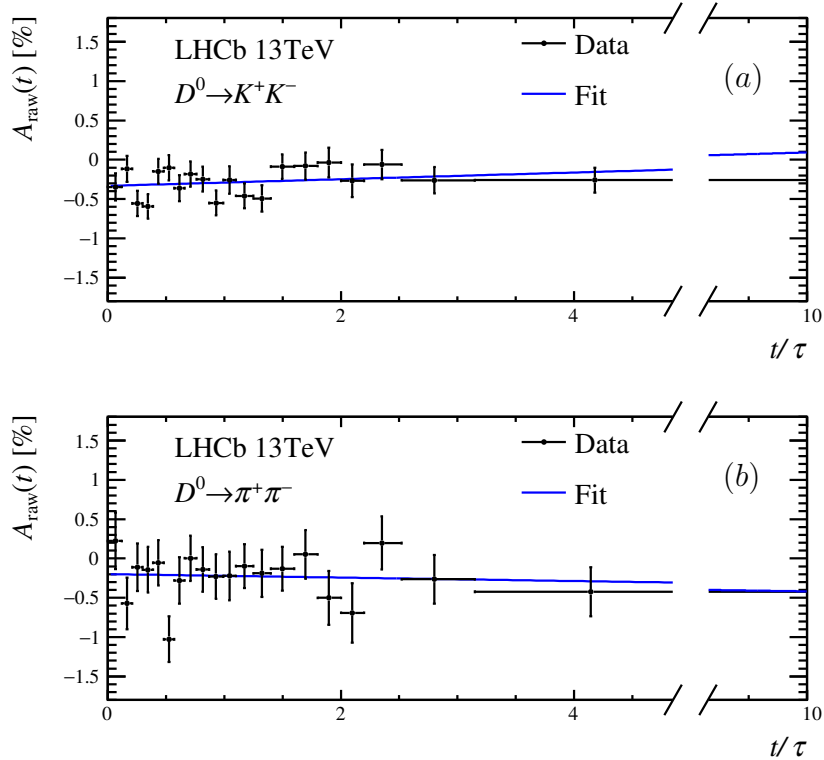 A_raw(t) [%]
LHCb 13TeV
D⁰→K⁺K⁻
Data
Fit
(a)
1.5
1
0.5
0
−0.5
−1
−1.5
0 2 4 10
t/ τ
A_raw(t) [%]
LHCb 13TeV
D⁰→π⁺π⁻
Data
Fit
(b)
1.5
1
0.5
0
−0.5
−1
−1.5
0 2 4 10
t/ τ